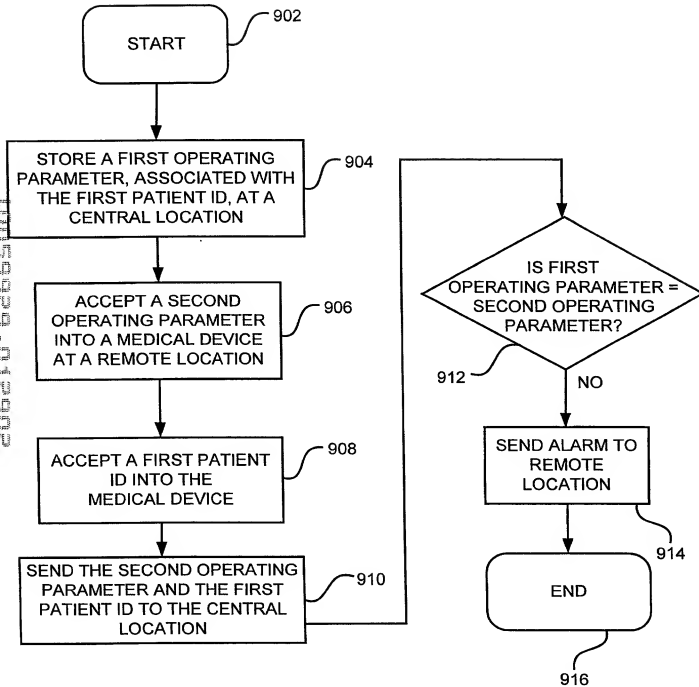 START
902
STORE A FIRST OPERATING
PARAMETER, ASSOCIATED WITH
THE FIRST PATIENT ID, AT A
CENTRAL LOCATION
904
ACCEPT A SECOND
OPERATING PARAMETER
INTO A MEDICAL DEVICE
AT A REMOTE LOCATION
906
ACCEPT A FIRST PATIENT
ID INTO THE
MEDICAL DEVICE
908
SEND THE SECOND OPERATING
PARAMETER AND THE FIRST
PATIENT ID TO THE CENTRAL
LOCATION
910
IS FIRST
OPERATING PARAMETER =
SECOND OPERATING
PARAMETER?
912
NO
SEND ALARM TO
REMOTE
LOCATION
914
END
916